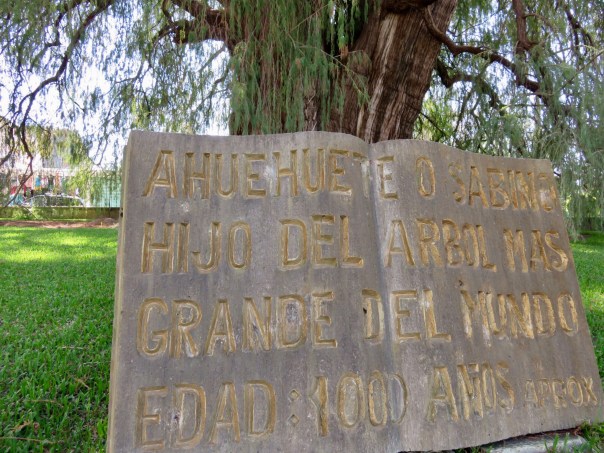 AHUEHUETE O SABINO
HIJO DEL ARBOL MAS
GRANDE DEL MUNDO
EDAD : 1000 AÑOS APROX